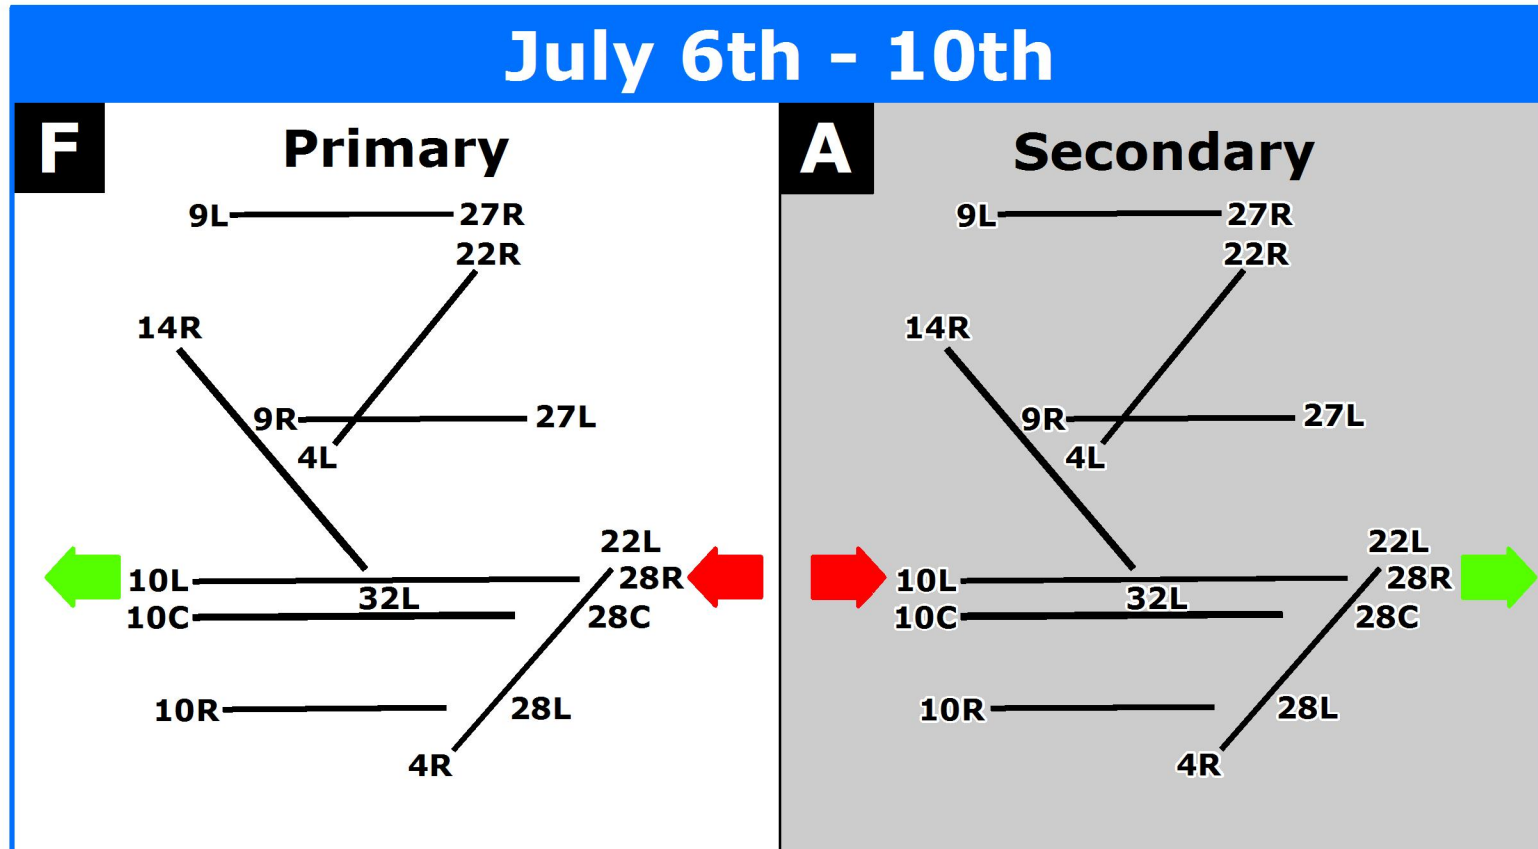 July 6th - 10th
F
Primary
9L
27R
22R
14R
9R
27L
4L
22L
10L
28R
32L
10C
28C
10R
28L
4R
A
Secondary
9L
27R
22R
14R
9R
27L
4L
22L
10L
28R
32L
10C
28C
10R
28L
4R